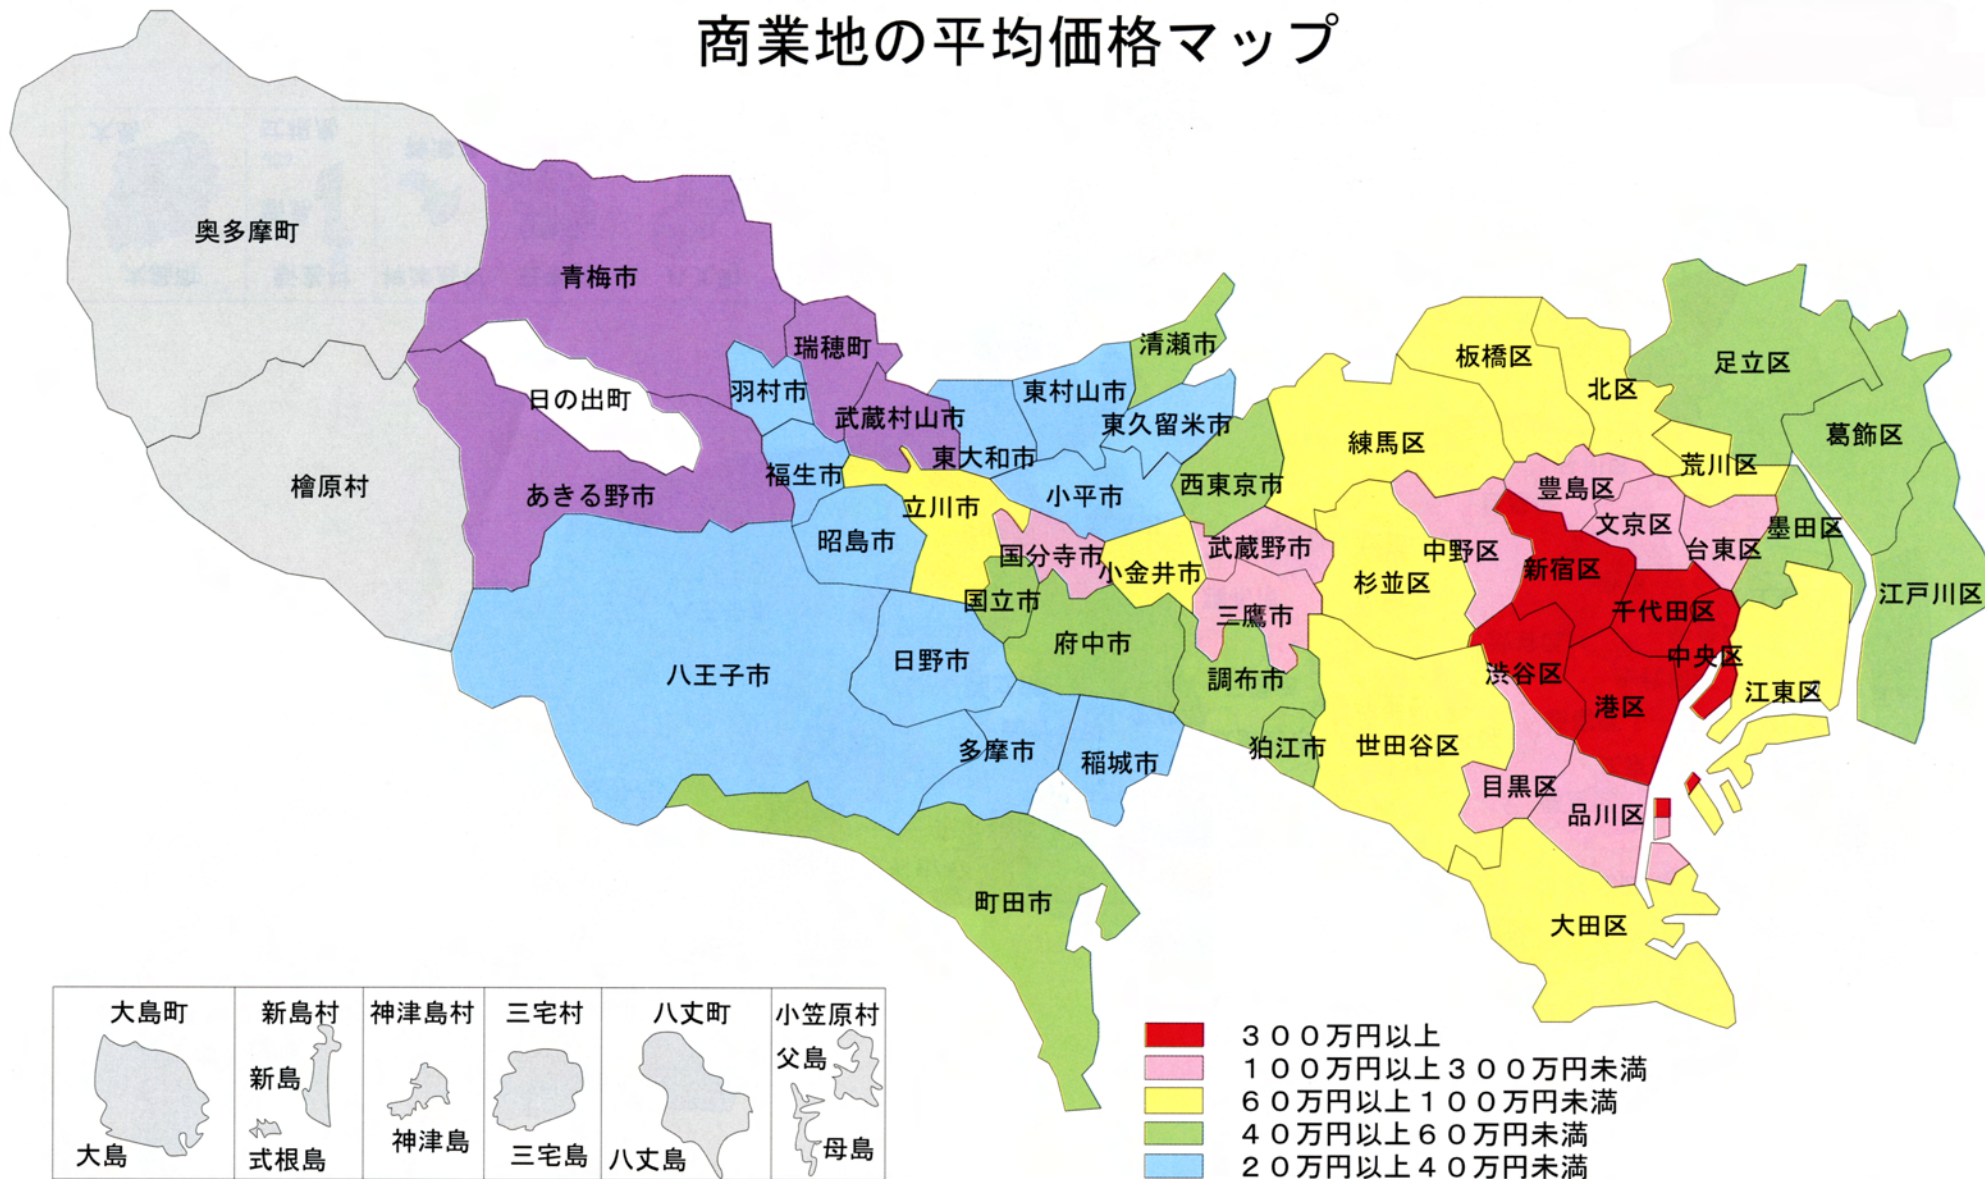 商業地の平均価格マップ
奥多摩町
青梅市
瑞穂町
羽村市
日の出町
檜原村
あきる野市
武蔵村山市
東大和市
東村山市
清瀬市
東久留米市
福生市
立川市
小平市
西東京市
昭島市
国分寺市
小金井市
武蔵野市
三鷹市
国立市
府中市
調布市
狛江市
八王子市
日野市
多摩市
稲城市
町田市
板橋区
北区
足立区
葛飾区
練馬区
荒川区
豊島区
文京区
台東区
墨田区
江戸川区
中野区
杉並区
新宿区
千代田区
中央区
江東区
渋谷区
港区
世田谷区
目黒区
品川区
大田区
大島町
大島
新島村
新島
式根島
神津島村
神津島
三宅村
三宅島
八丈町
八丈島
小笠原村
父島
母島
３００万円以上
１００万円以上３００万円未満
６０万円以上１００万円未満
４０万円以上６０万円未満
２０万円以上４０万円未満